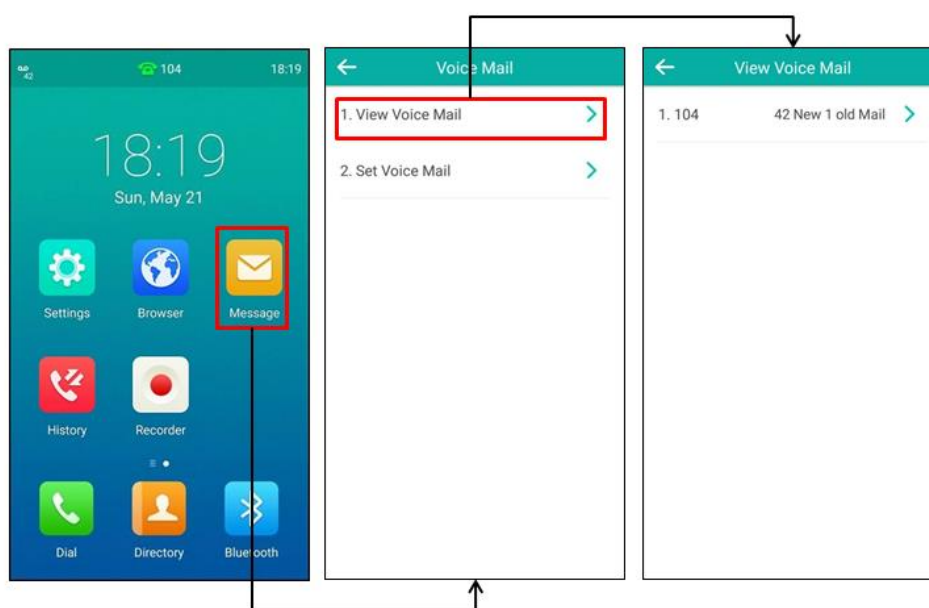 42
104
18:19
18:19
Sun, May 21
Settings
Browser
Message
History
Recorder
Dial
Directory
Bluetooth
Voice Mail
1. View Voice Mail
2. Set Voice Mail
View Voice Mail
1. 104 42 New 1 old Mail